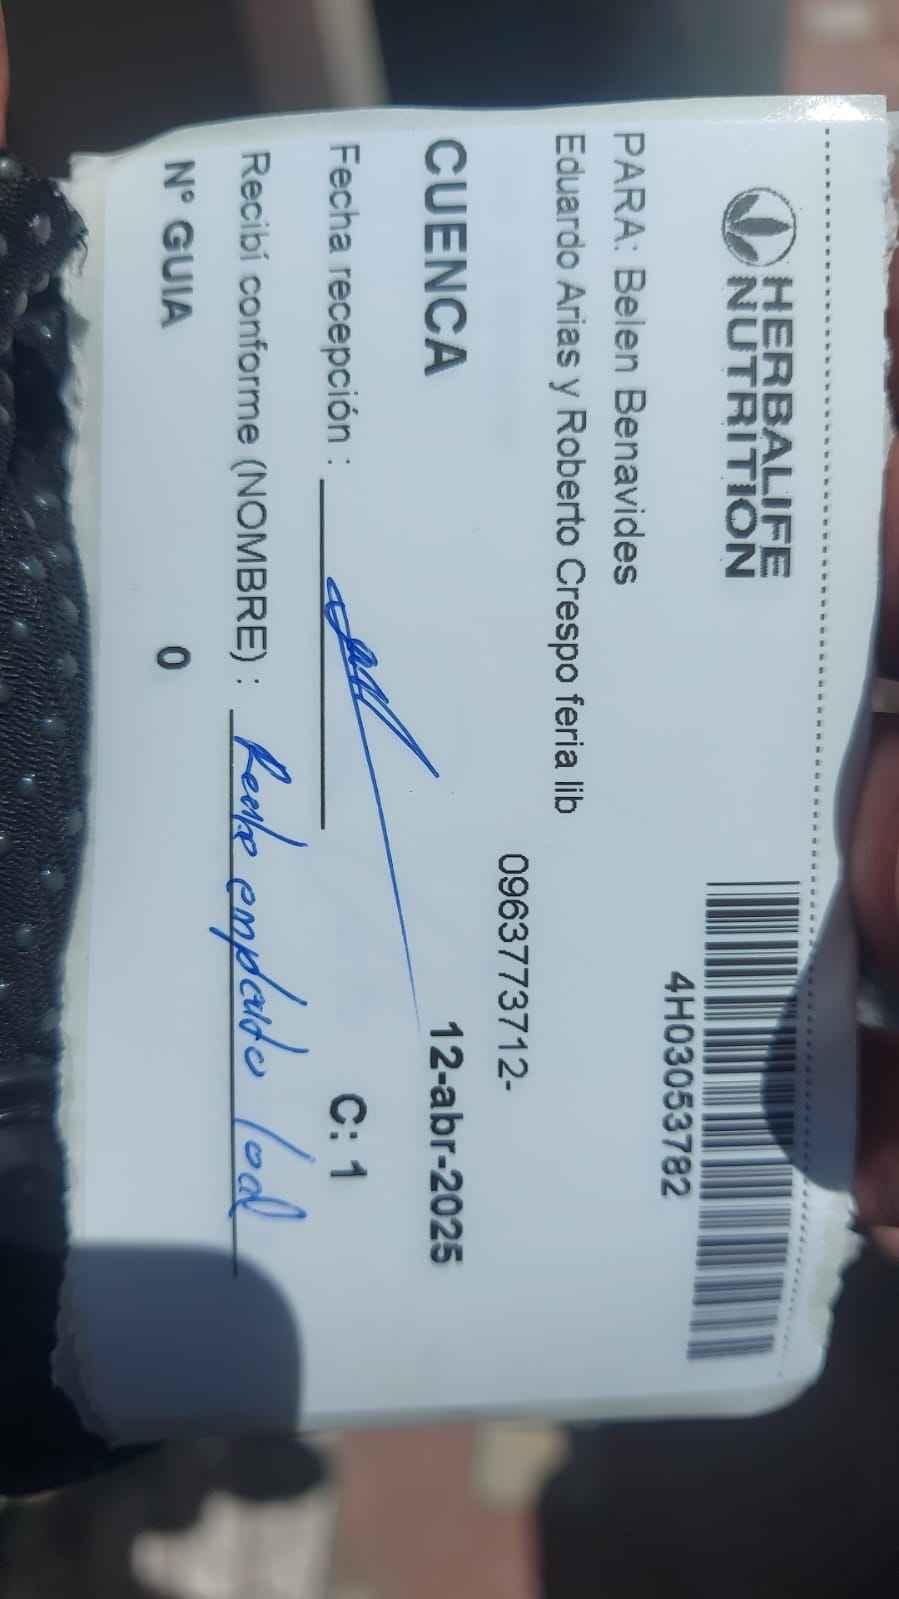 HERBALIFE
NUTRITION
4H03053782
PARA: Belen Benavides
Eduardo Arias y Roberto Crespo feria lib
0963773712-
CUENCA 12-abr-2025
Fecha recepción : C: 1
Recibí conforme (NOMBRE) : local
N° GUIA 0